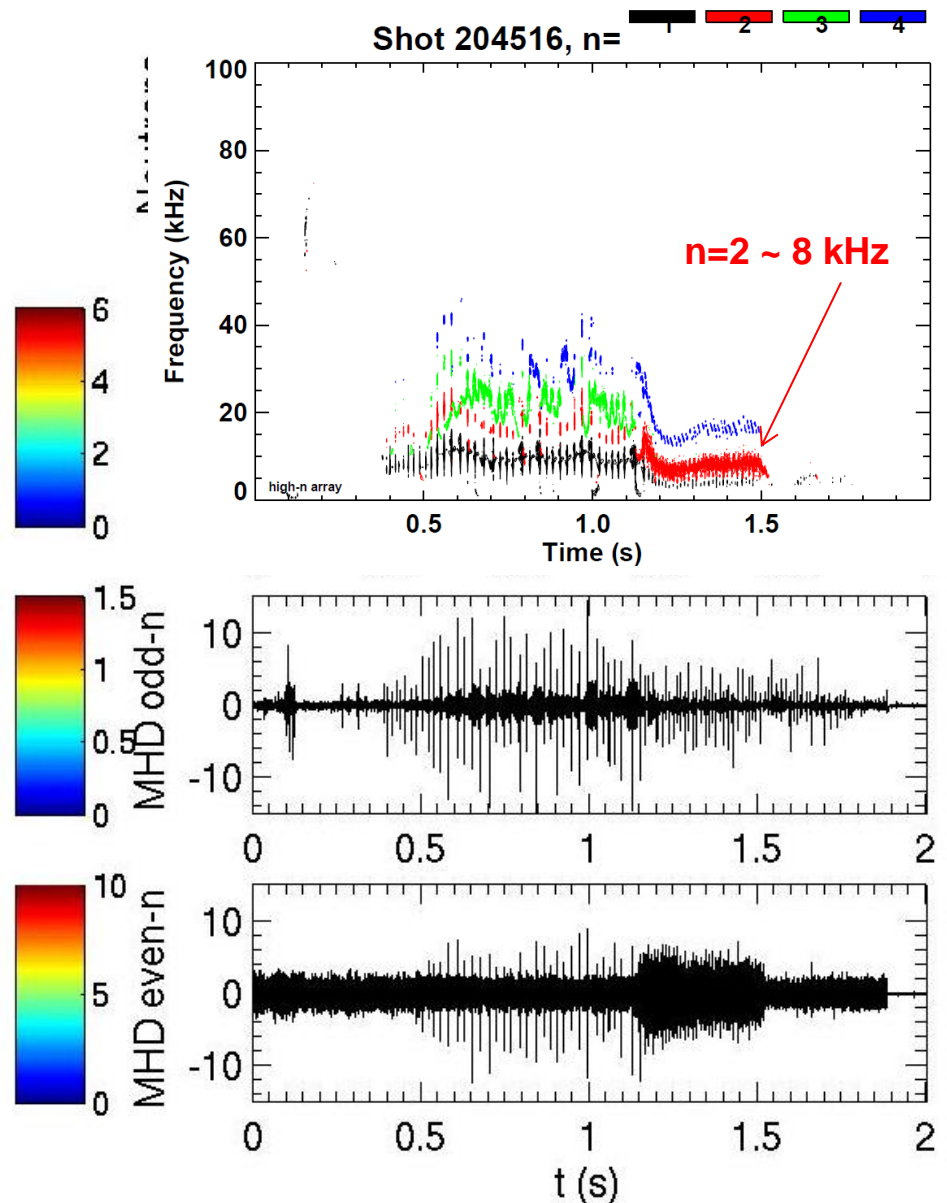 1 2 3 4
Shot 204516, n=
100
80
60
40
20
0
Frequency (kHz)
n=2 ~ 8 kHz
high-n array
0.5 1.0 1.5
Time (s)
6
4
2
0
1.5
1
0.5
0
MHD odd-n
10
0
-10
0 0.5 1 1.5 2
10
5
0
MHD even-n
10
0
-10
0 0.5 1 1.5 2
t (s)